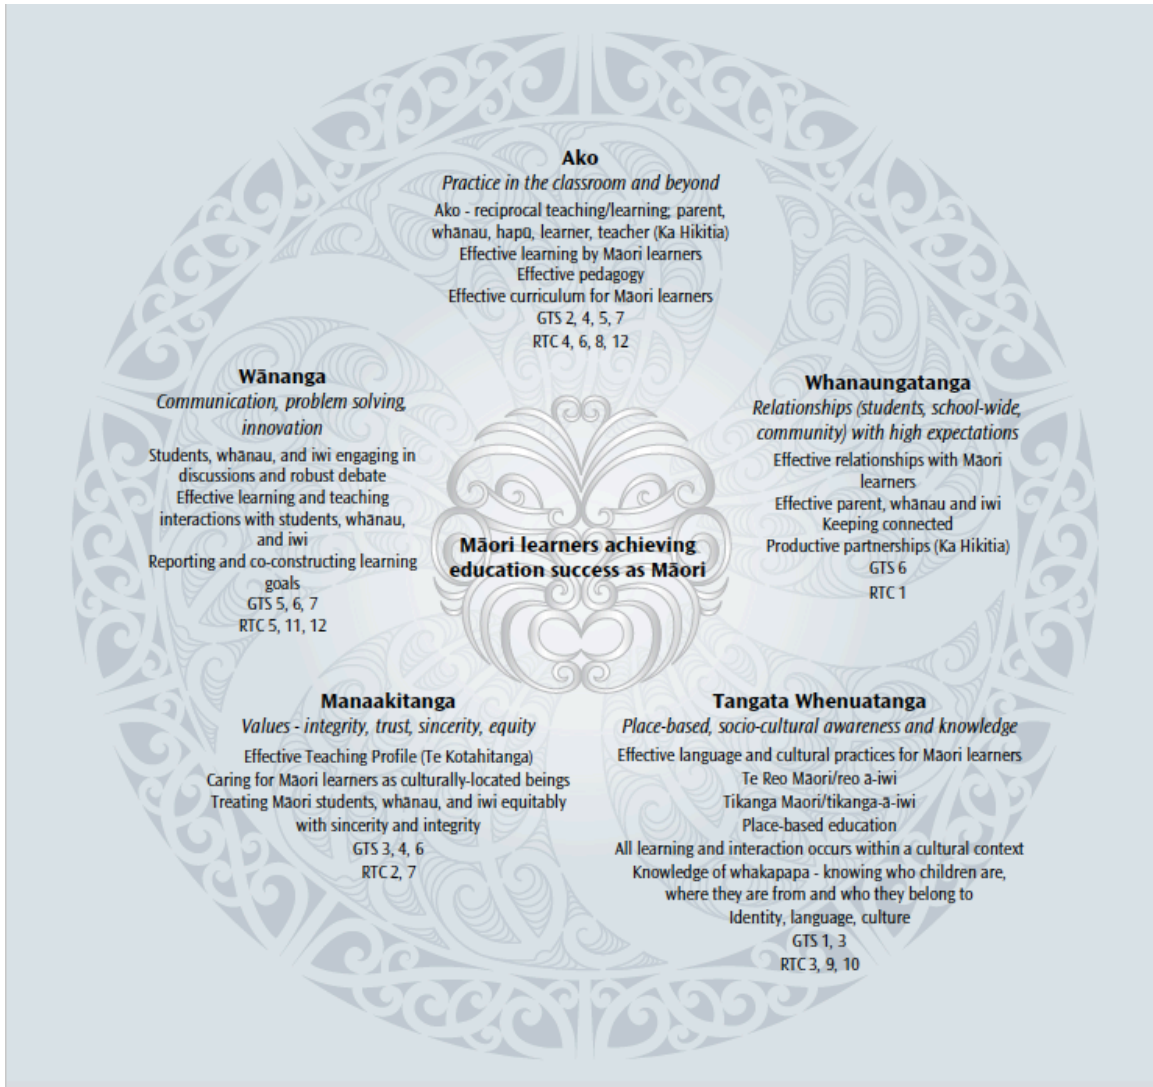 Ako
Practice in the classroom and beyond
Ako - reciprocal teaching/learning; parent,
whānau, hapū, learner, teacher (Ka Hikitia)
Effective learning by Māori learners
Effective pedagogy
Effective curriculum for Māori learners
GTS 2, 4, 5, 7
RTC 4, 6, 8, 12
Wānanga
Communication, problem solving,
innovation
Students, whānau, and iwi engaging in
discussions and robust debate
Effective learning and teaching
interactions with students, whānau,
and iwi
Reporting and co-constructing learning
goals
GTS 5, 6, 7
RTC 5, 11, 12
Whanaungatanga
Relationships (students, school-wide,
community) with high expectations
Effective relationships with Māori
learners
Effective parent, whānau and iwi
Keeping connected
Productive partnerships (Ka Hikitia)
GTS 6
RTC 1
Māori learners achieving
education success as Māori
Manaakitanga
Values - integrity, trust, sincerity, equity
Effective Teaching Profile (Te Kotahitanga)
Caring for Māori learners as culturally-located beings
Treating Māori students, whānau, and iwi equitably
with sincerity and integrity
GTS 3, 4, 6
RTC 2, 7
Tangata Whenuatanga
Place-based, socio-cultural awareness and knowledge
Effective language and cultural practices for Māori learners
Te Reo Māori/reo ā-iwi
Tikanga Maori/tikanga-ā-iwi
Place-based education
All learning and interaction occurs within a cultural context
Knowledge of whakapapa - knowing who children are,
where they are from and who they belong to
Identity, language, culture
GTS 1, 3
RTC 3, 9, 10